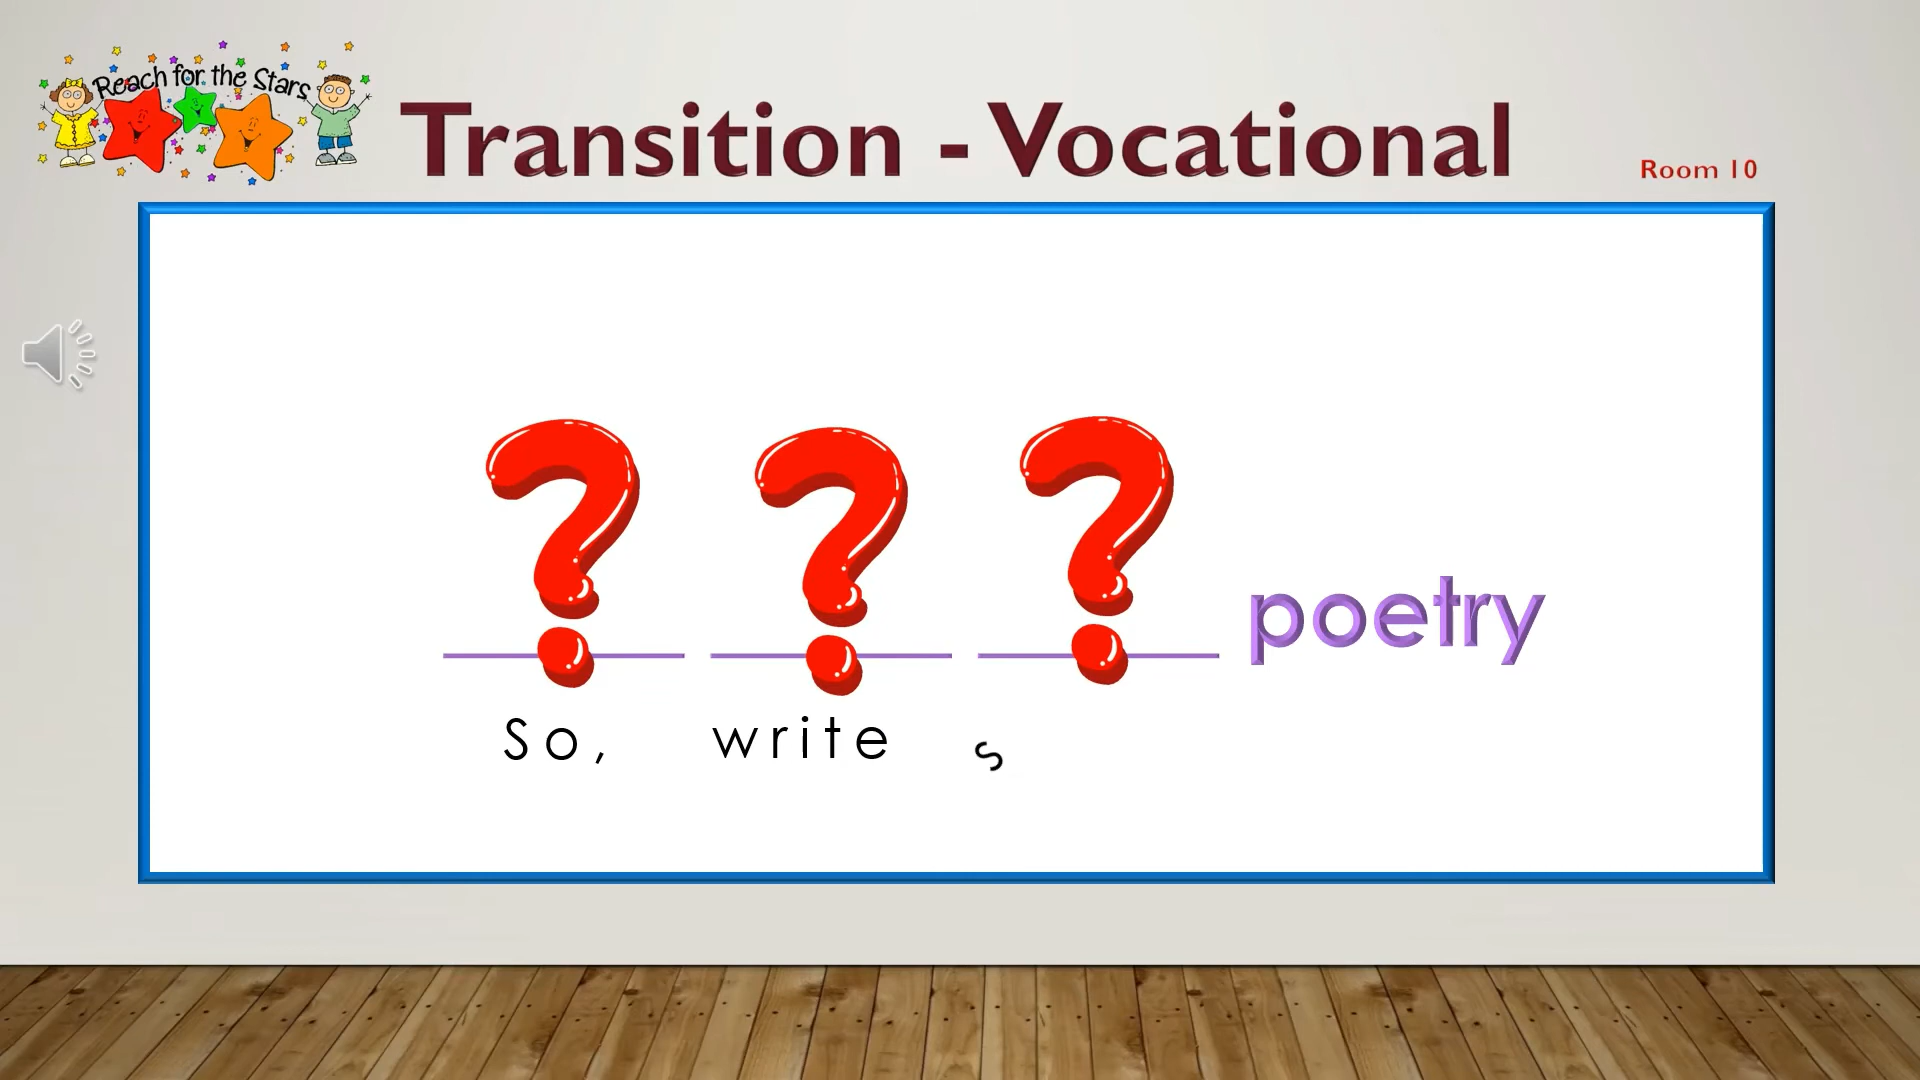 Reach for the Stars
Transition - Vocational
Room 10
poetry
So, write s